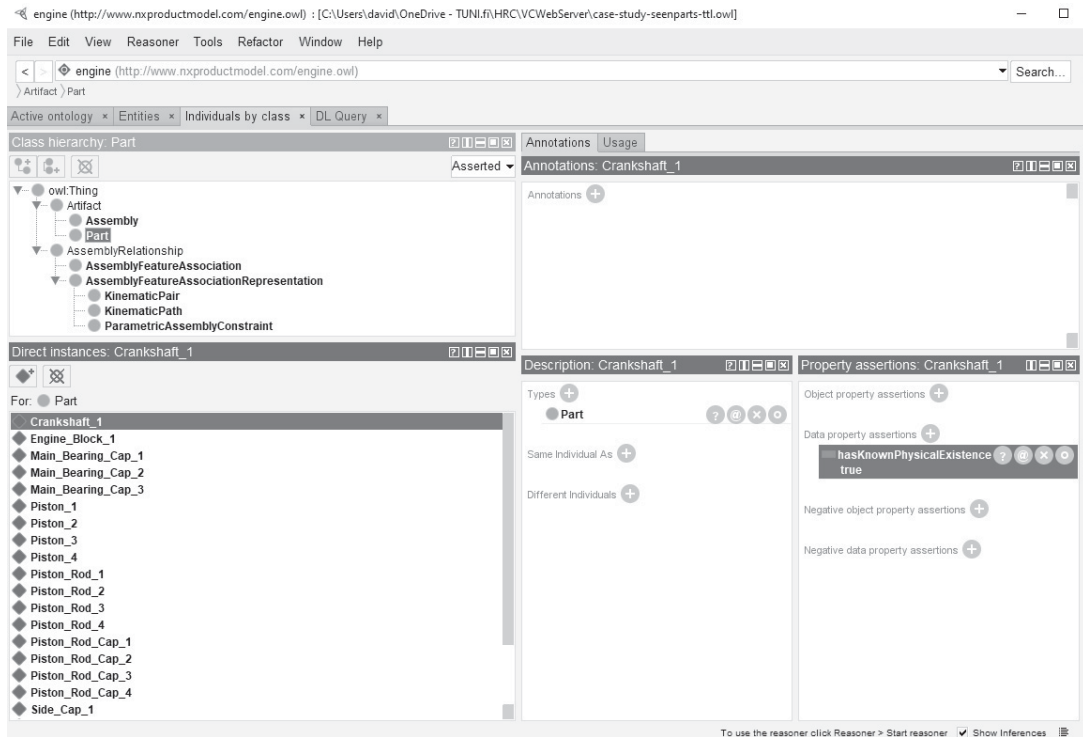 engine (http://www.nxproductmodel.com/engine.owl) : [C:\Users\david\OneDrive - TUNI.fi\HRC\VCWebServer\case-study-seenparts-ttl.owl]
File Edit View Reasoner Tools Refactor Window Help
< > engine (http://www.nxproductmodel.com/engine.owl) Search...
Artifact Part
Active ontology × Entities × Individuals by class × DL Query ×
Class hierarchy: Part
Asserted
owl:Thing
Artifact
Assembly
Part
AssemblyRelationship
AssemblyFeatureAssociation
AssemblyFeatureAssociationRepresentation
KinematicPair
KinematicPath
ParametricAssemblyConstraint
Direct instances: Crankshaft_1
For: Part
Crankshaft_1
Engine_Block_1
Main_Bearing_Cap_1
Main_Bearing_Cap_2
Main_Bearing_Cap_3
Piston_1
Piston_2
Piston_3
Piston_4
Piston_Rod_1
Piston_Rod_2
Piston_Rod_3
Piston_Rod_4
Piston_Rod_Cap_1
Piston_Rod_Cap_2
Piston_Rod_Cap_3
Piston_Rod_Cap_4
Side_Cap_1
Annotations Usage
Annotations: Crankshaft_1
Annotations
Description: Crankshaft_1
Types
Part
Same Individual As
Different Individuals
Property assertions: Crankshaft_1
Object property assertions
Data property assertions
hasKnownPhysicalExistence
true
Negative object property assertions
Negative data property assertions
To use the reasoner click Reasoner > Start reasoner Show Inferences